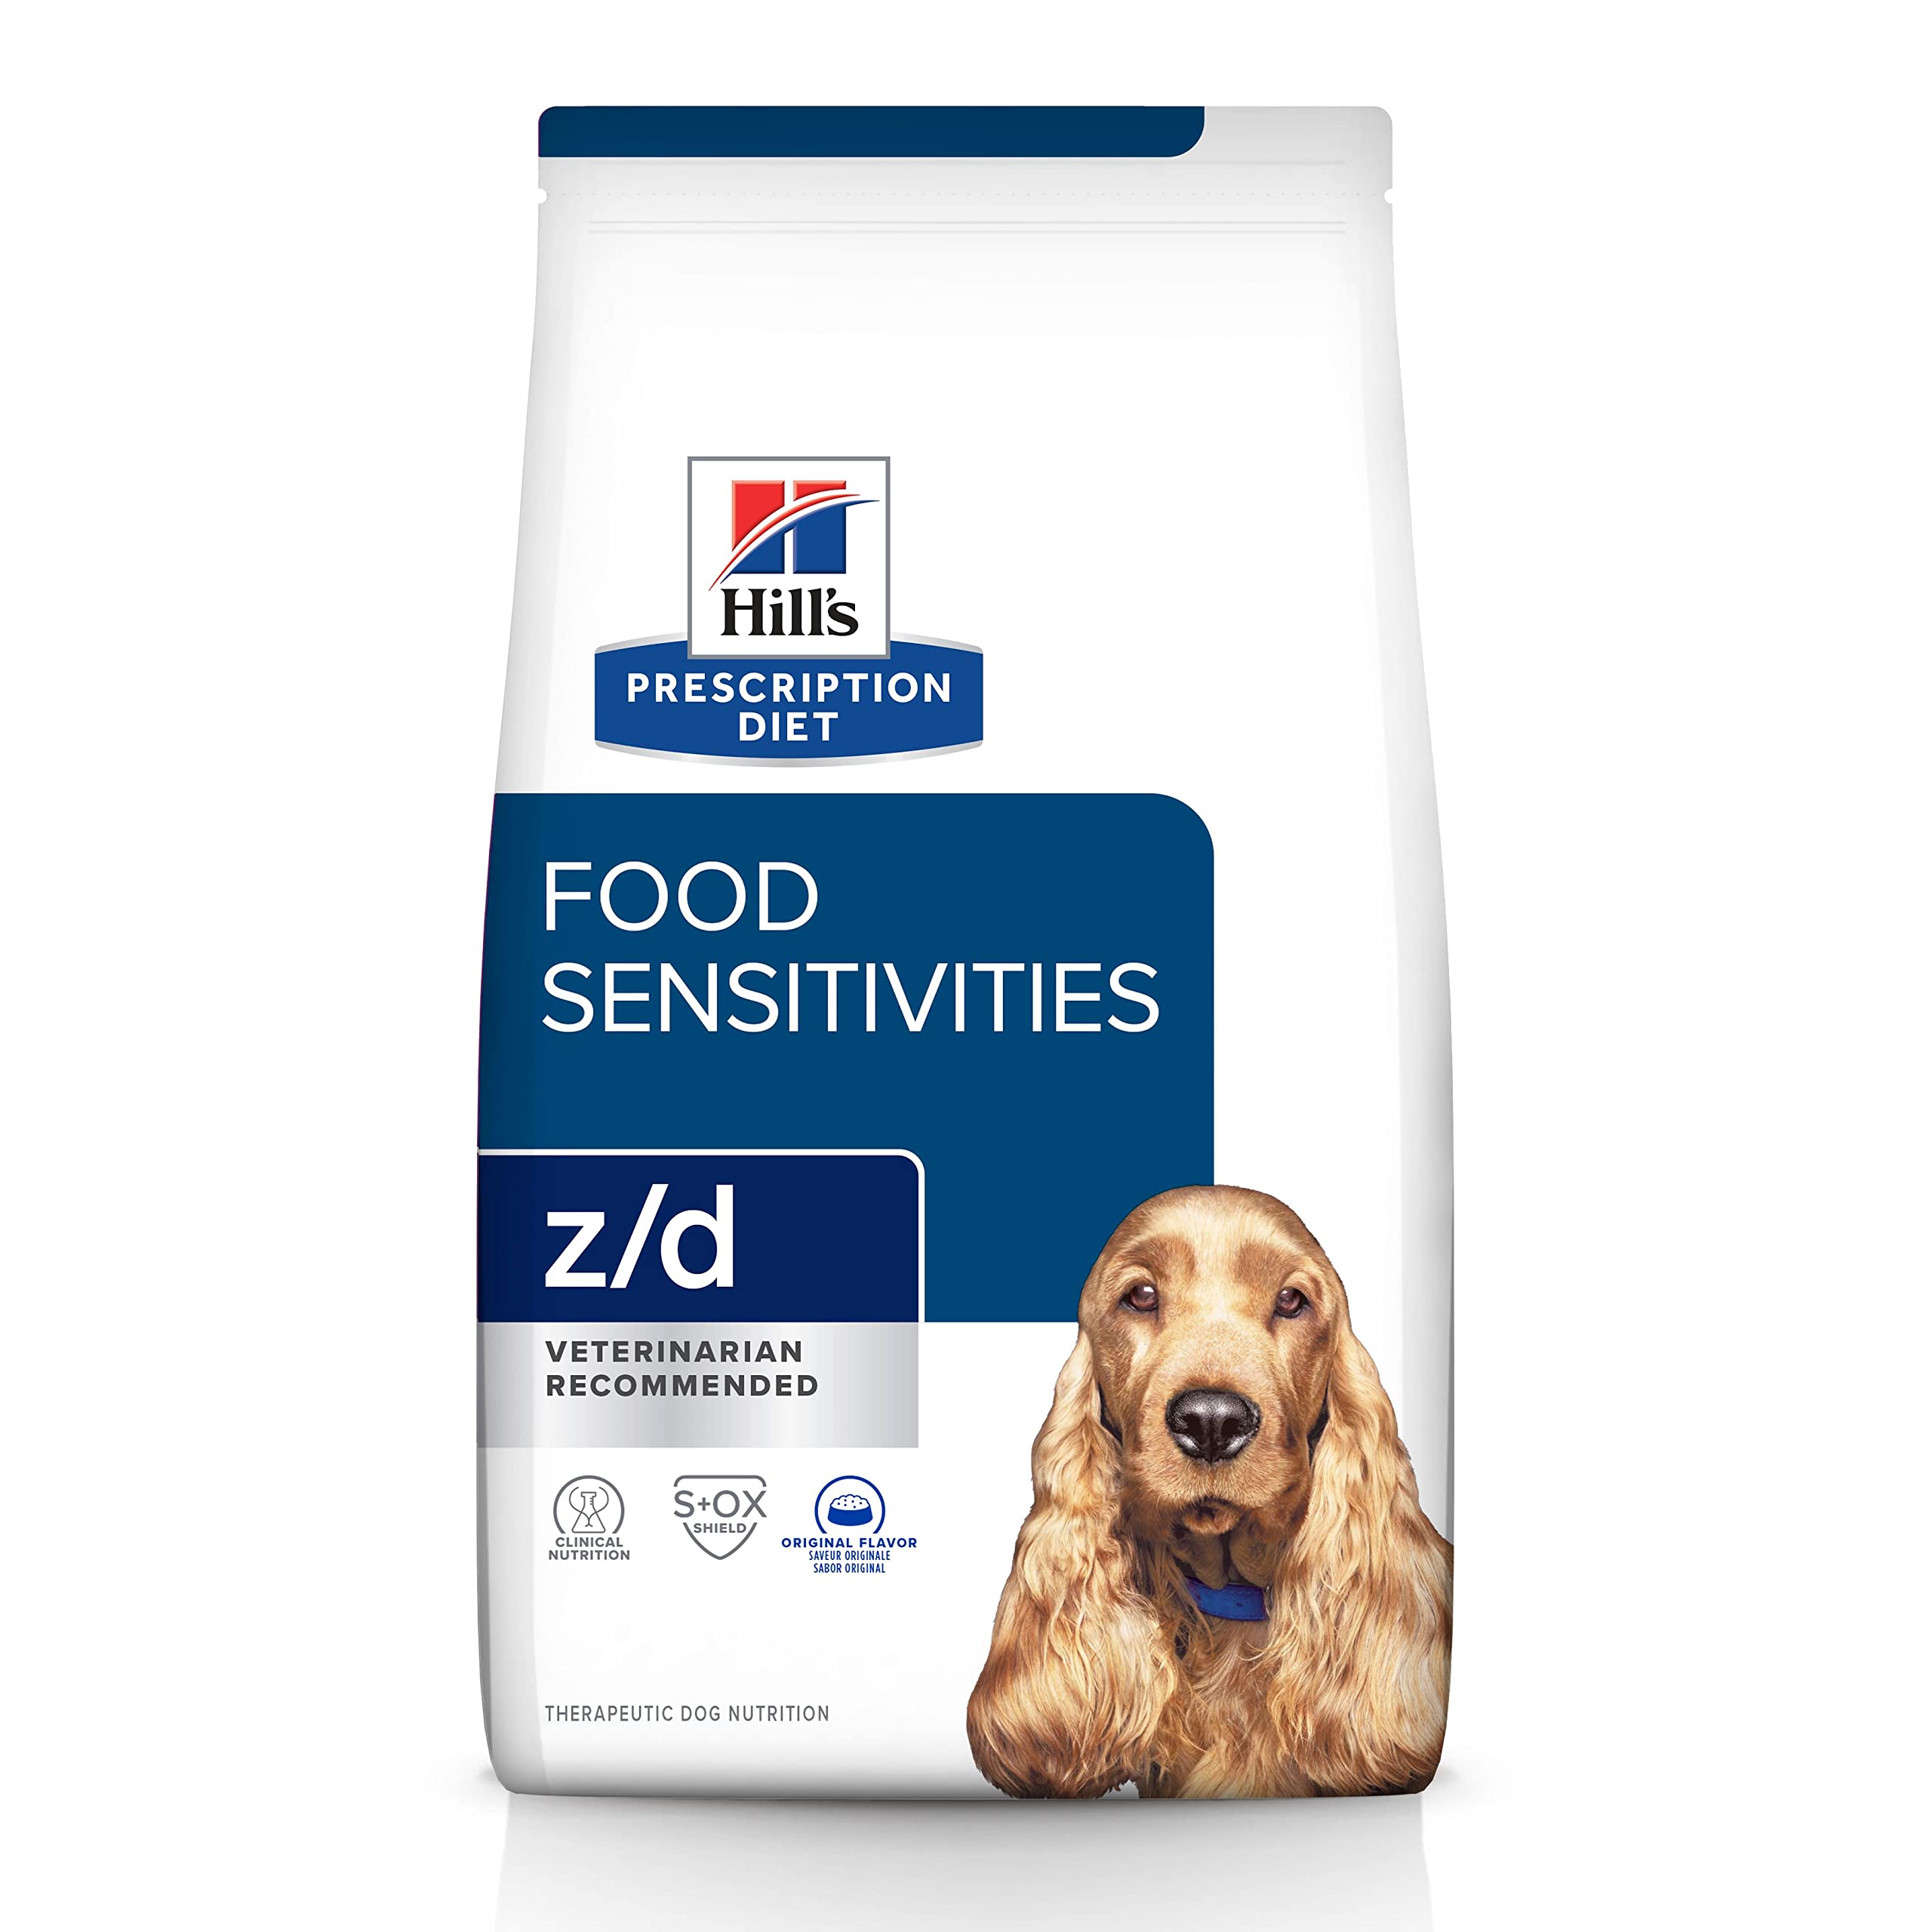 Hill's
PRESCRIPTION
DIET
FOOD
SENSITIVITIES
z/d
VETERINARIAN
RECOMMENDED
CLINICAL
NUTRITION
S+OX
SHIELD
ORIGINAL FLAVOR
SAVEUR ORIGINALE
SABOR ORIGINAL
THERAPEUTIC DOG NUTRITION